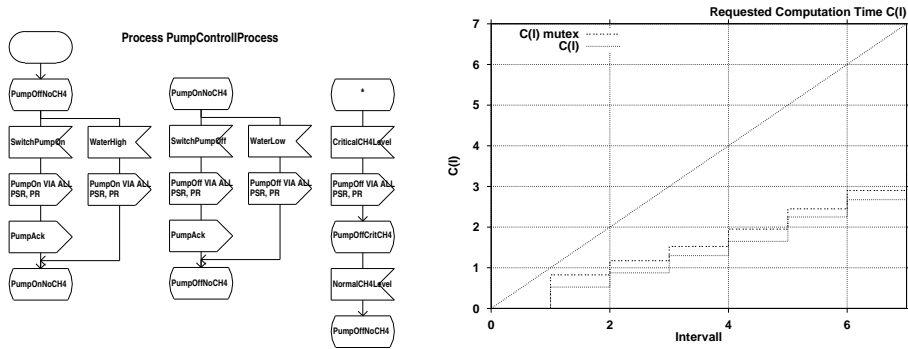 Process PumpControllProcess
PumpOffNoCH4
SwitchPumpOn
WaterHigh
PumpOn VIA ALL
PSR, PR
PumpOn VIA ALL
PSR, PR
PumpAck
PumpOnNoCH4
PumpOnNoCH4
SwitchPumpOff
WaterLow
PumpOff VIA ALL
PSR, PR
PumpOff VIA ALL
PSR, PR
PumpAck
PumpOffNoCH4
*
CriticalCH4Level
PumpOff VIA ALL
PSR, PR
PumpOffCritCH4
NormalCH4Level
PumpOffNoCH4
Requested Computation Time C(I)
C(I) mutex
C(I)
7
6
5
4
3
2
1
0
C(I)
0
2
4
6
Intervall